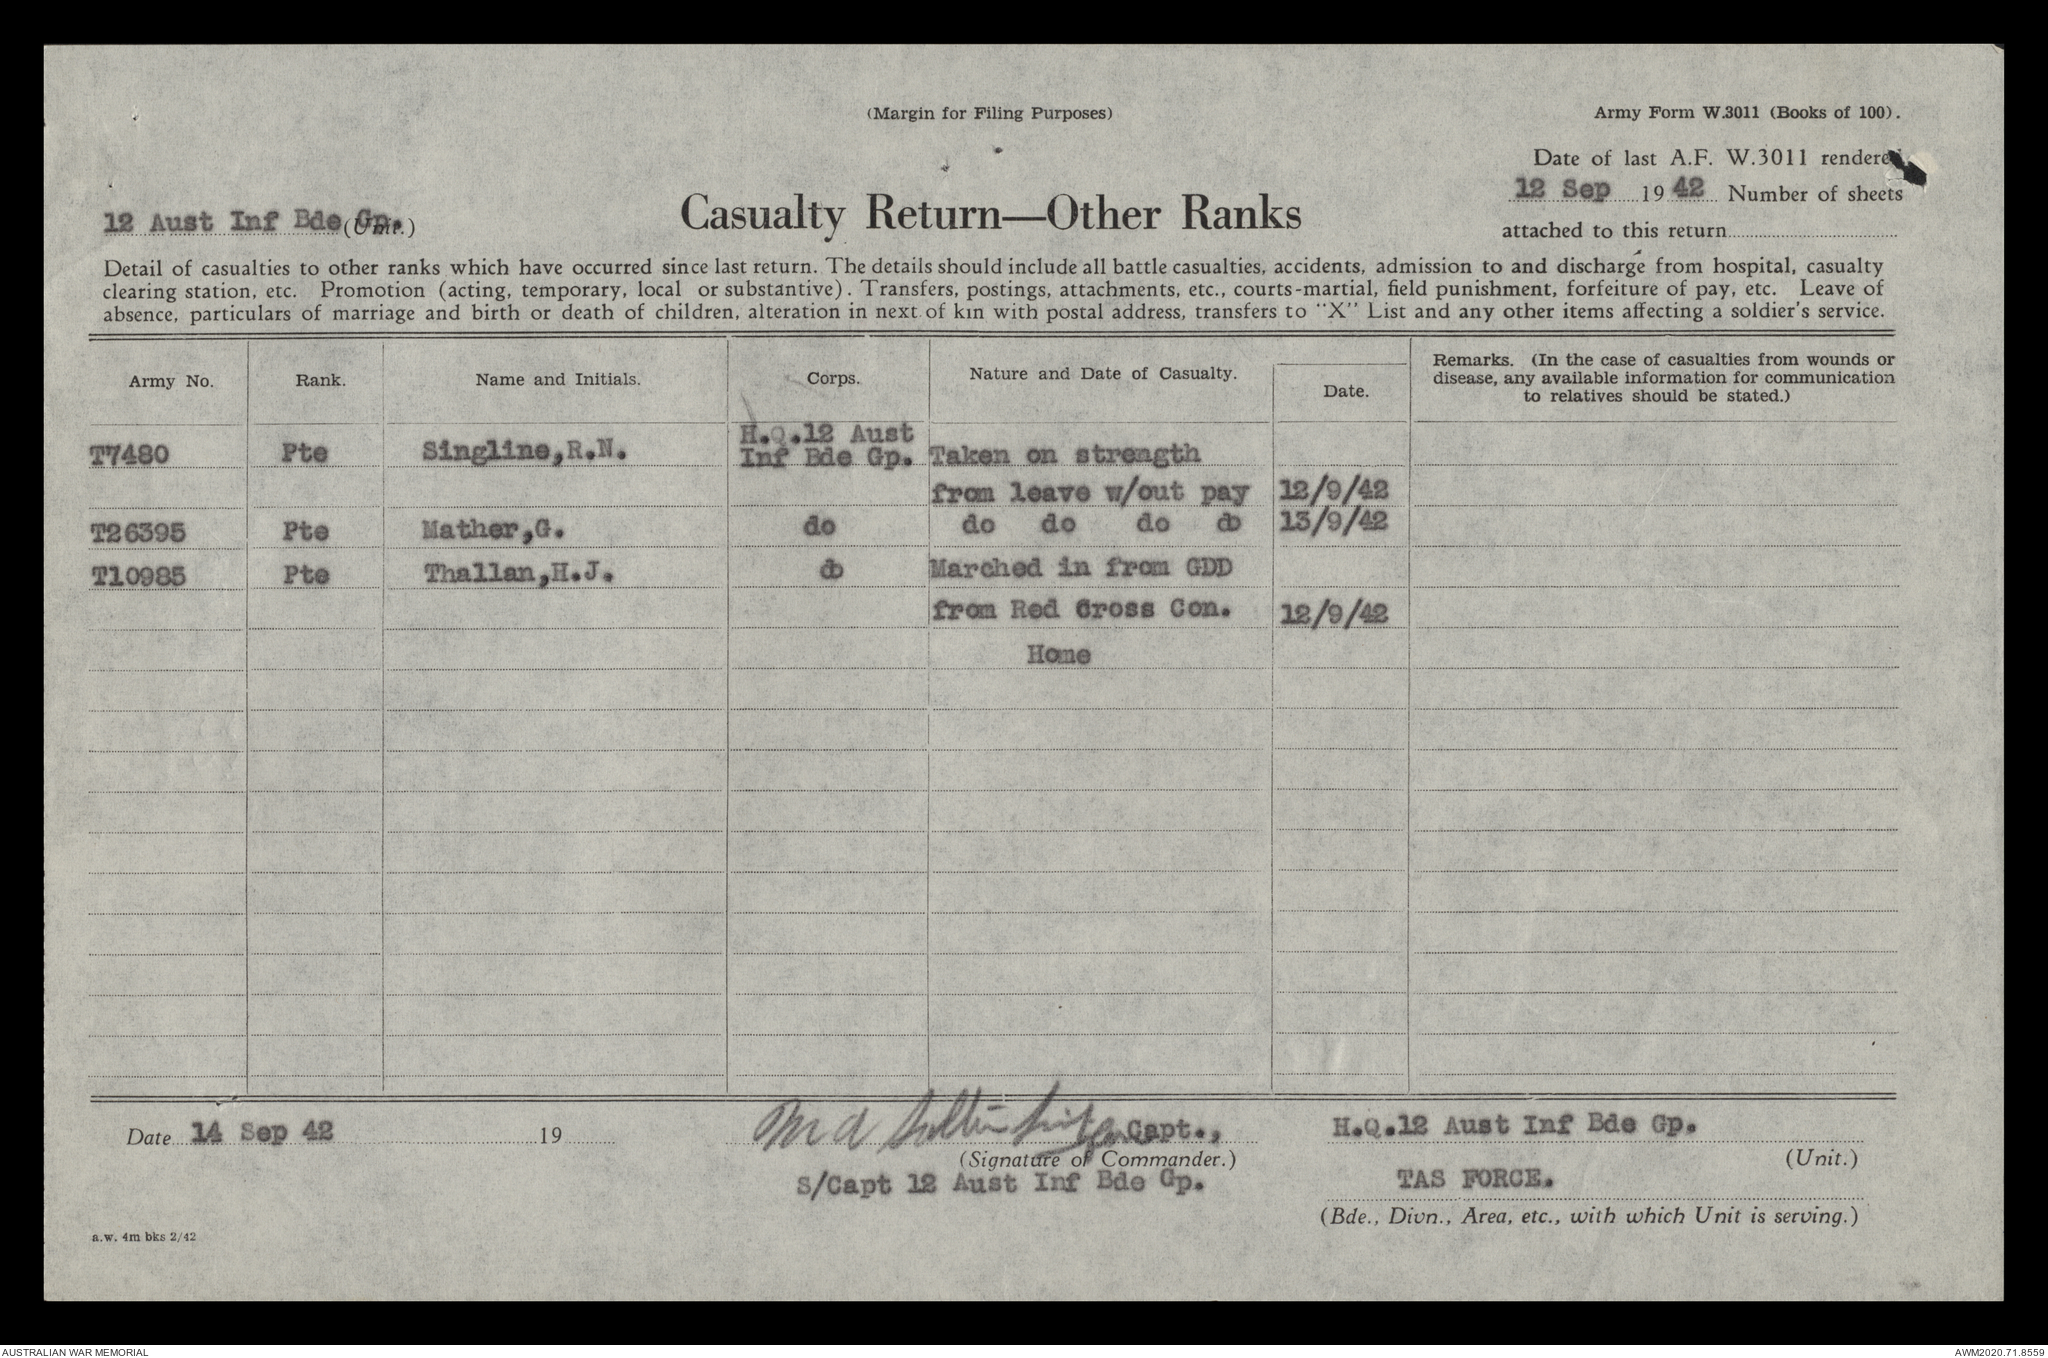 (Margin for Filing Purposes)
Army Form W.3011 (Books of 100).
Date of last A.F. W.3011 rendered
12 Sep 19 42 Number of sheets
attached to this return
12 Aust Inf Bde Gp. (Unit.)
Casualty Return—Other Ranks
Detail of casualties to other ranks which have occurred since last return. The details should include all battle casualties, accidents, admission to and discharge from hospital, casualty
clearing station, etc. Promotion (acting, temporary, local or substantive). Transfers, postings, attachments, etc., courts-martial, field punishment, forfeiture of pay, etc. Leave of
absence, particulars of marriage and birth or death of children, alteration in next of kin with postal address, transfers to "X" List and any other items affecting a soldier's service.
Army No. Rank. Name and Initials. Corps. Nature and Date of Casualty. Date. Remarks. (In the case of casualties from wounds or
disease, any available information for communication
to relatives should be stated.)
H.Q.12 Aust
T7480 Pte Singline,R.N. Inf Bde Gp. Taken on strength
from leave w/out pay 12/9/42
T26395 Pte Mather,G. do do do do do 13/9/42
T10985 Pte Thallan,H.J. do Marched in from GDD
from Red Cross Con. 12/9/42
Home
Date 14 Sep 42 19
Capt.,
(Signature of Commander.)
S/Capt 12 Aust Inf Bde Gp.
H.Q.12 Aust Inf Bde Gp.
(Unit.)
TAS FORCE.
(Bde., Divn., Area, etc., with which Unit is serving.)
a.w. 4m bks 2/42
AUSTRALIAN WAR MEMORIAL
AWM2020.71.8559